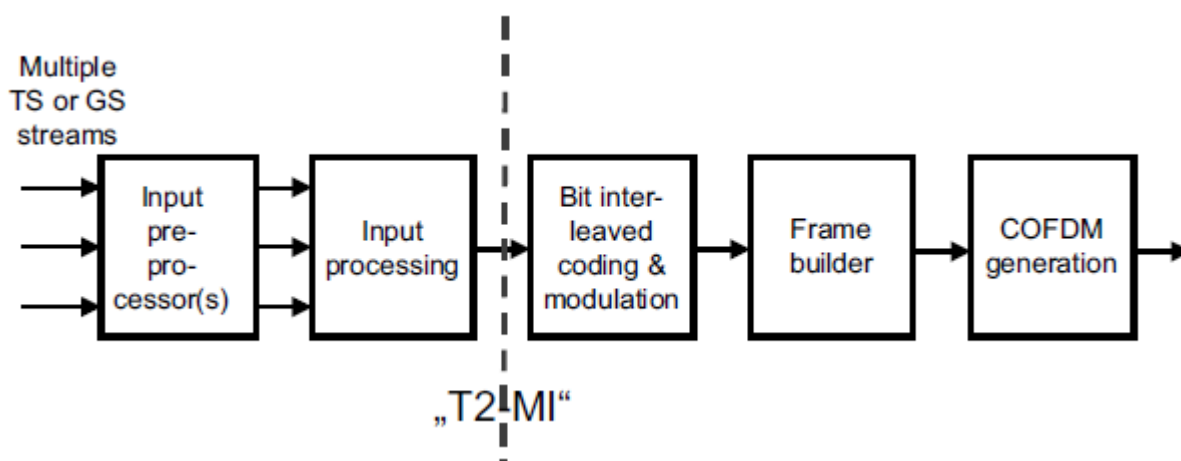 Multiple
TS or GS
streams
Input
pre-
pro-
cessor(s)
Input
processing
Bit inter-
leaved
coding &
modulation
Frame
builder
COFDM
generation
„T2-MI“